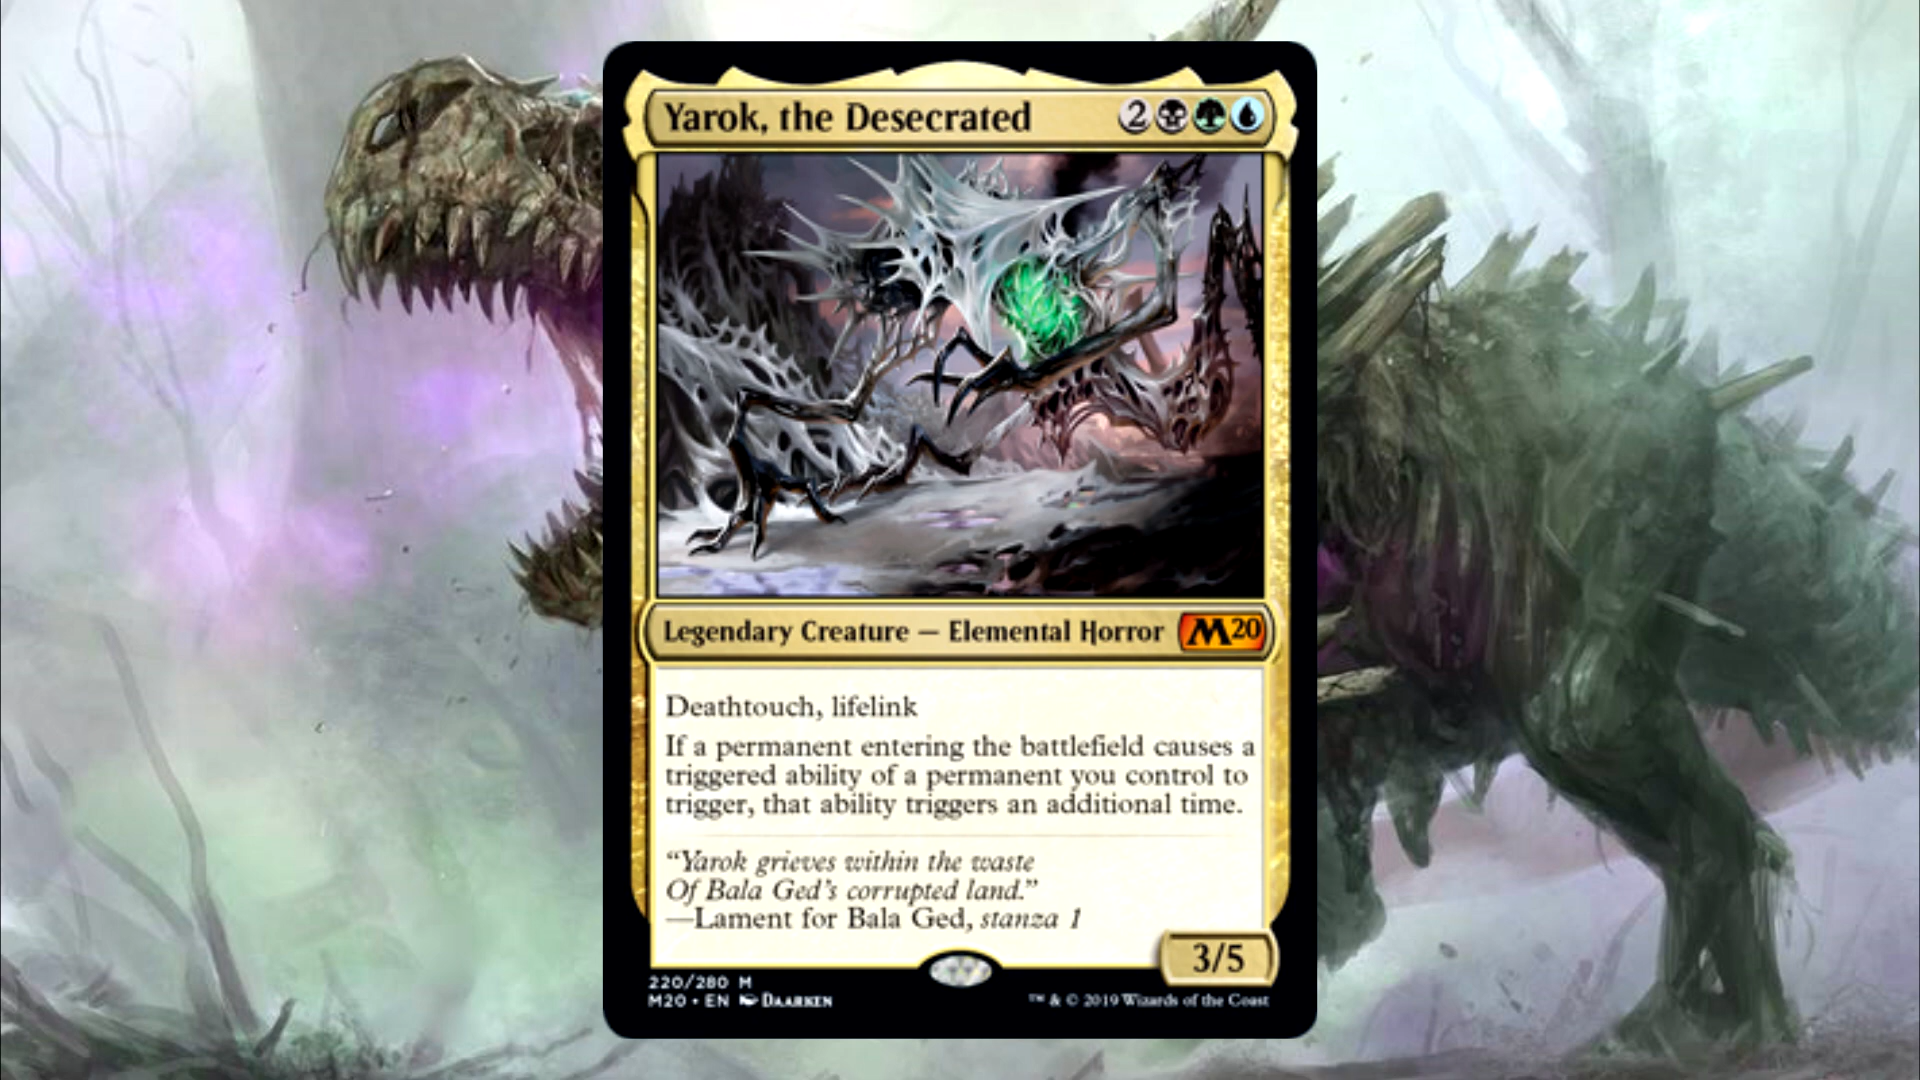 Yarok, the Desecrated 2
Legendary Creature — Elemental Horror M20
Deathtouch, lifelink
If a permanent entering the battlefield causes a
triggered ability of a permanent you control to
trigger, that ability triggers an additional time.
“Yarok grieves within the waste
Of Bala Ged’s corrupted land.”
—Lament for Bala Ged, stanza 1
3/5
220/280 M
M20 • EN Daarken
™ & © 2019 Wizards of the Coast